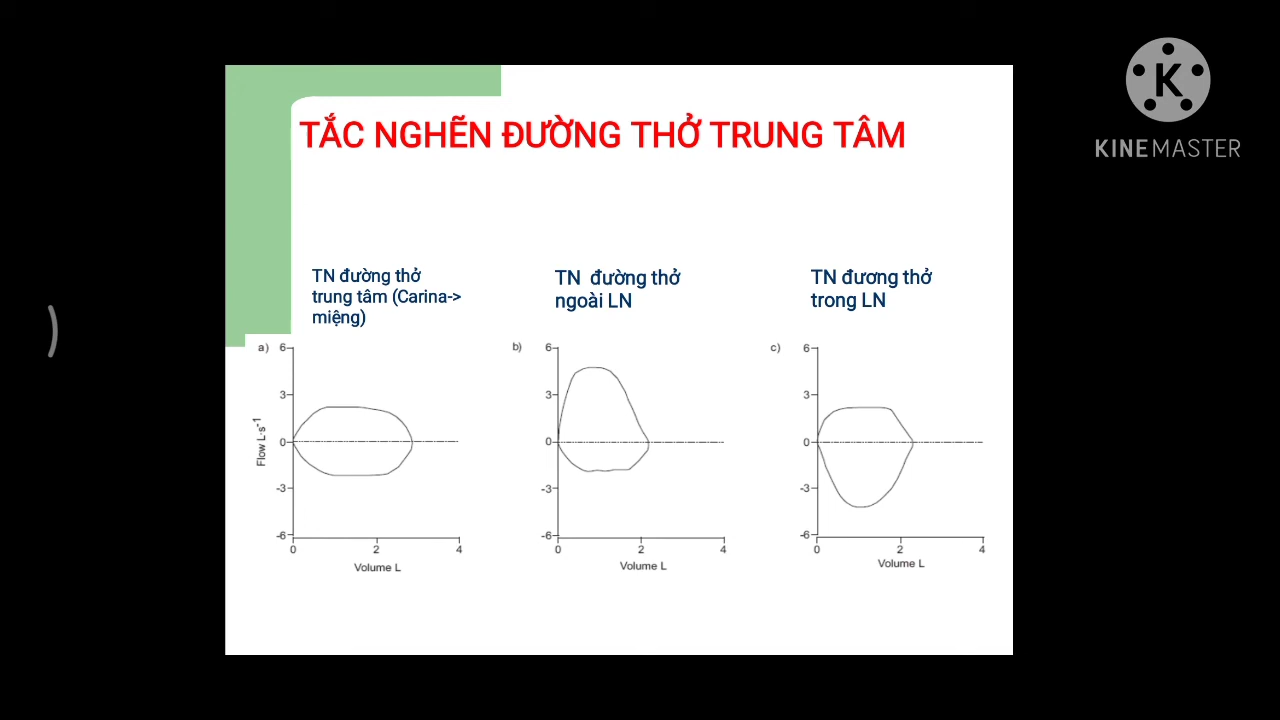 KINEMASTER
TẮC NGHẼN ĐƯỜNG THỞ TRUNG TÂM
TN đường thở
trung tâm (Carina->
miệng)
TN đường thở
ngoài LN
TN đương thở
trong LN
a)
6
3
0
-3
-6
Flow L·s⁻¹
0 2 4
Volume L
b)
6
3
0
-3
-6
0 2 4
Volume L
c)
6
3
0
-3
-6
0 2 4
Volume L